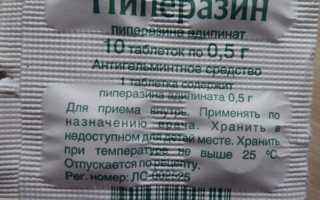 Пиперазин
пиперазина адипинат
10 таблеток по 0,5 г
Антигельминтное средство
1 таблетка содержит
пиперазина адипината 0,5 г
Для приема внутрь. Применять по
назначению врача. Хранить в
недоступном для детей месте. Хранить
при температуре не выше 25 °С
Отпускается по рецепту.
Рег. номер: ЛС